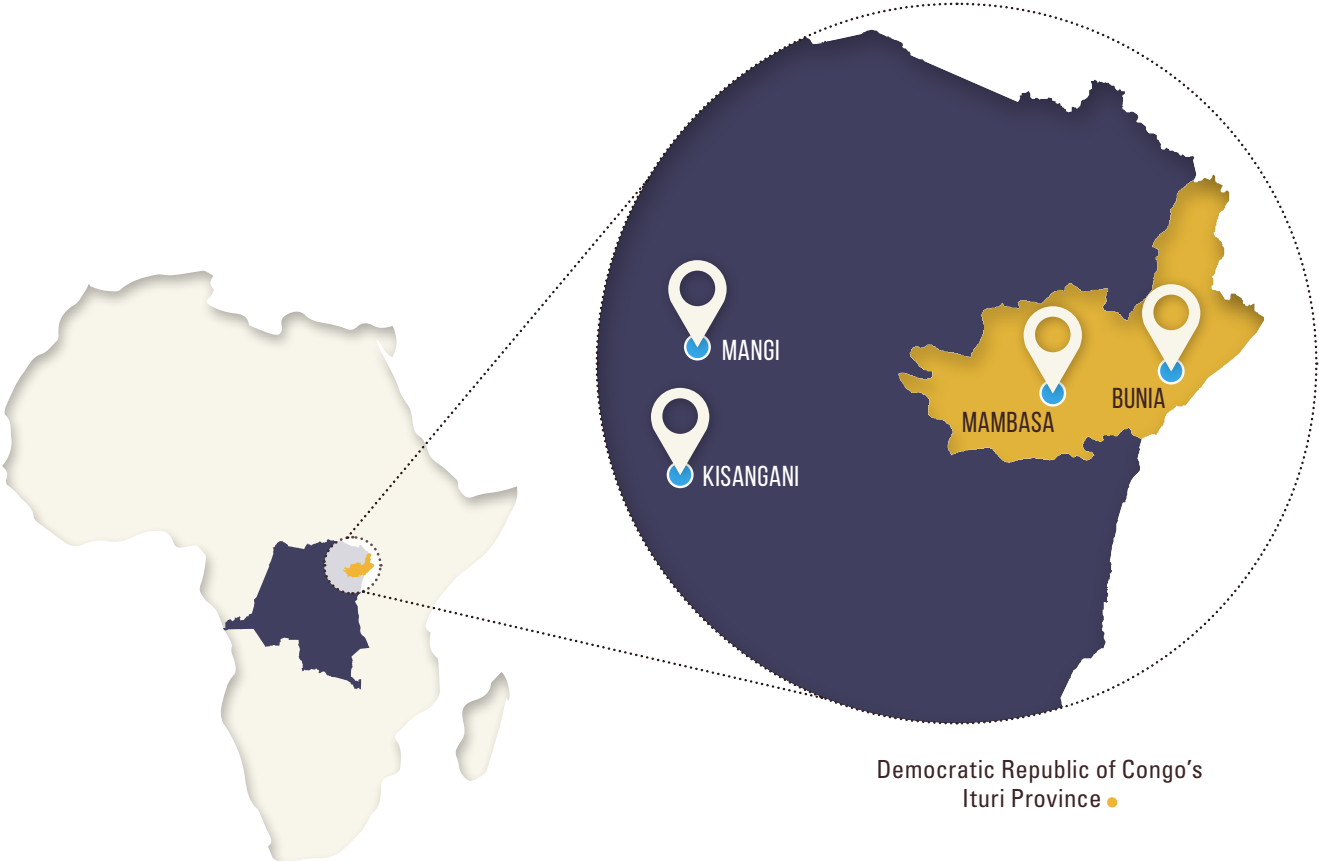 MANGI
KISANGANI
MAMBASA
BUNIA
Democratic Republic of Congo’s
Ituri Province